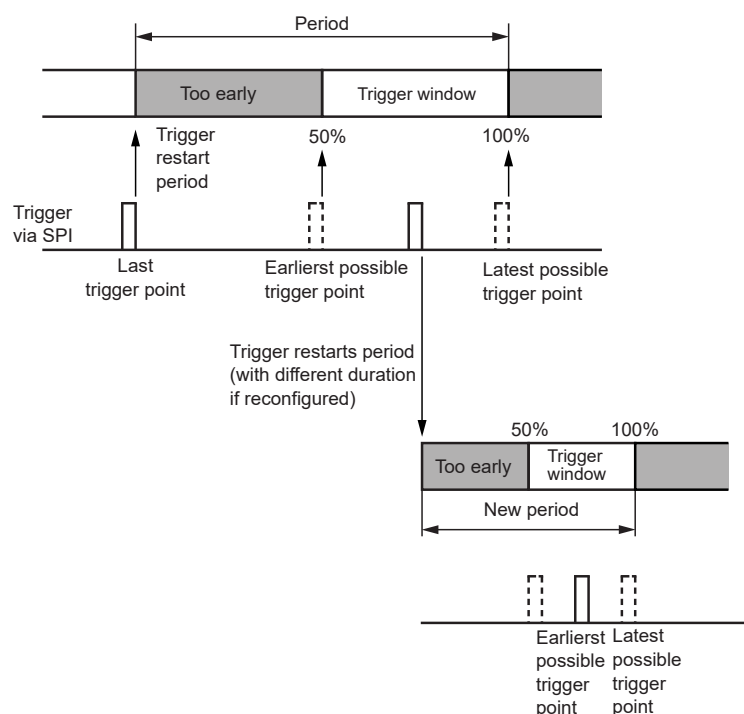 Period
Too early
Trigger window
Trigger
restart
period
50%
100%
Trigger
via SPI
Last
trigger point
Earlierst possible
trigger point
Latest possible
trigger point
Trigger restarts period
(with different duration
if reconfigured)
50%
100%
Too early
Trigger
window
New period
Earlierst
possible
trigger
point
Latest
possible
trigger
point